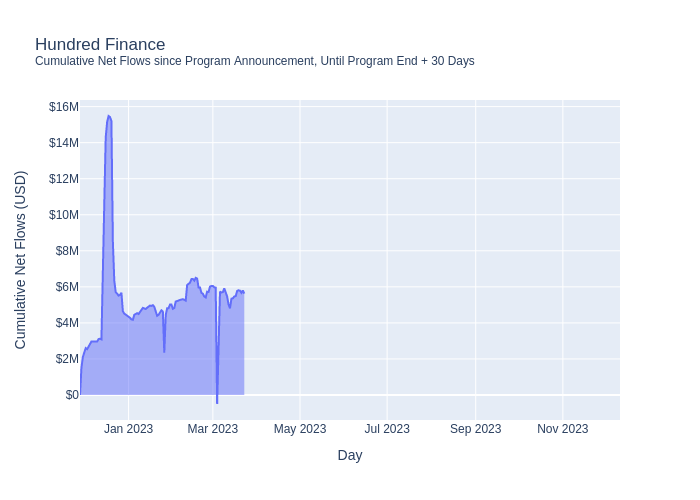 Hundred Finance
Cumulative Net Flows since Program Announcement, Until Program End + 30 Days
Cumulative Net Flows (USD)
$16M
$14M
$12M
$10M
$8M
$6M
$4M
$2M
$0
Jan 2023 Mar 2023 May 2023 Jul 2023 Sep 2023 Nov 2023
Day